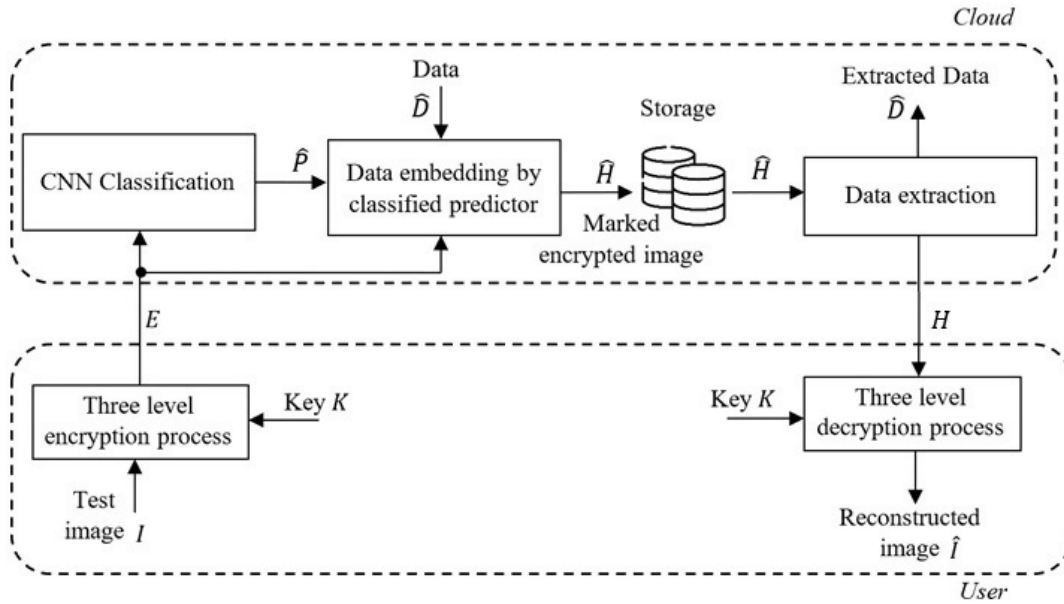 Cloud
Data
D̂
Extracted Data
D̂
Storage
CNN Classification
P̂
Data embedding by
classified predictor
Ĥ
Marked
encrypted image
Ĥ
Data extraction
E
H
Three level
encryption process
Key K
Key K
Three level
decryption process
Test
image I
Reconstructed
image Î
User